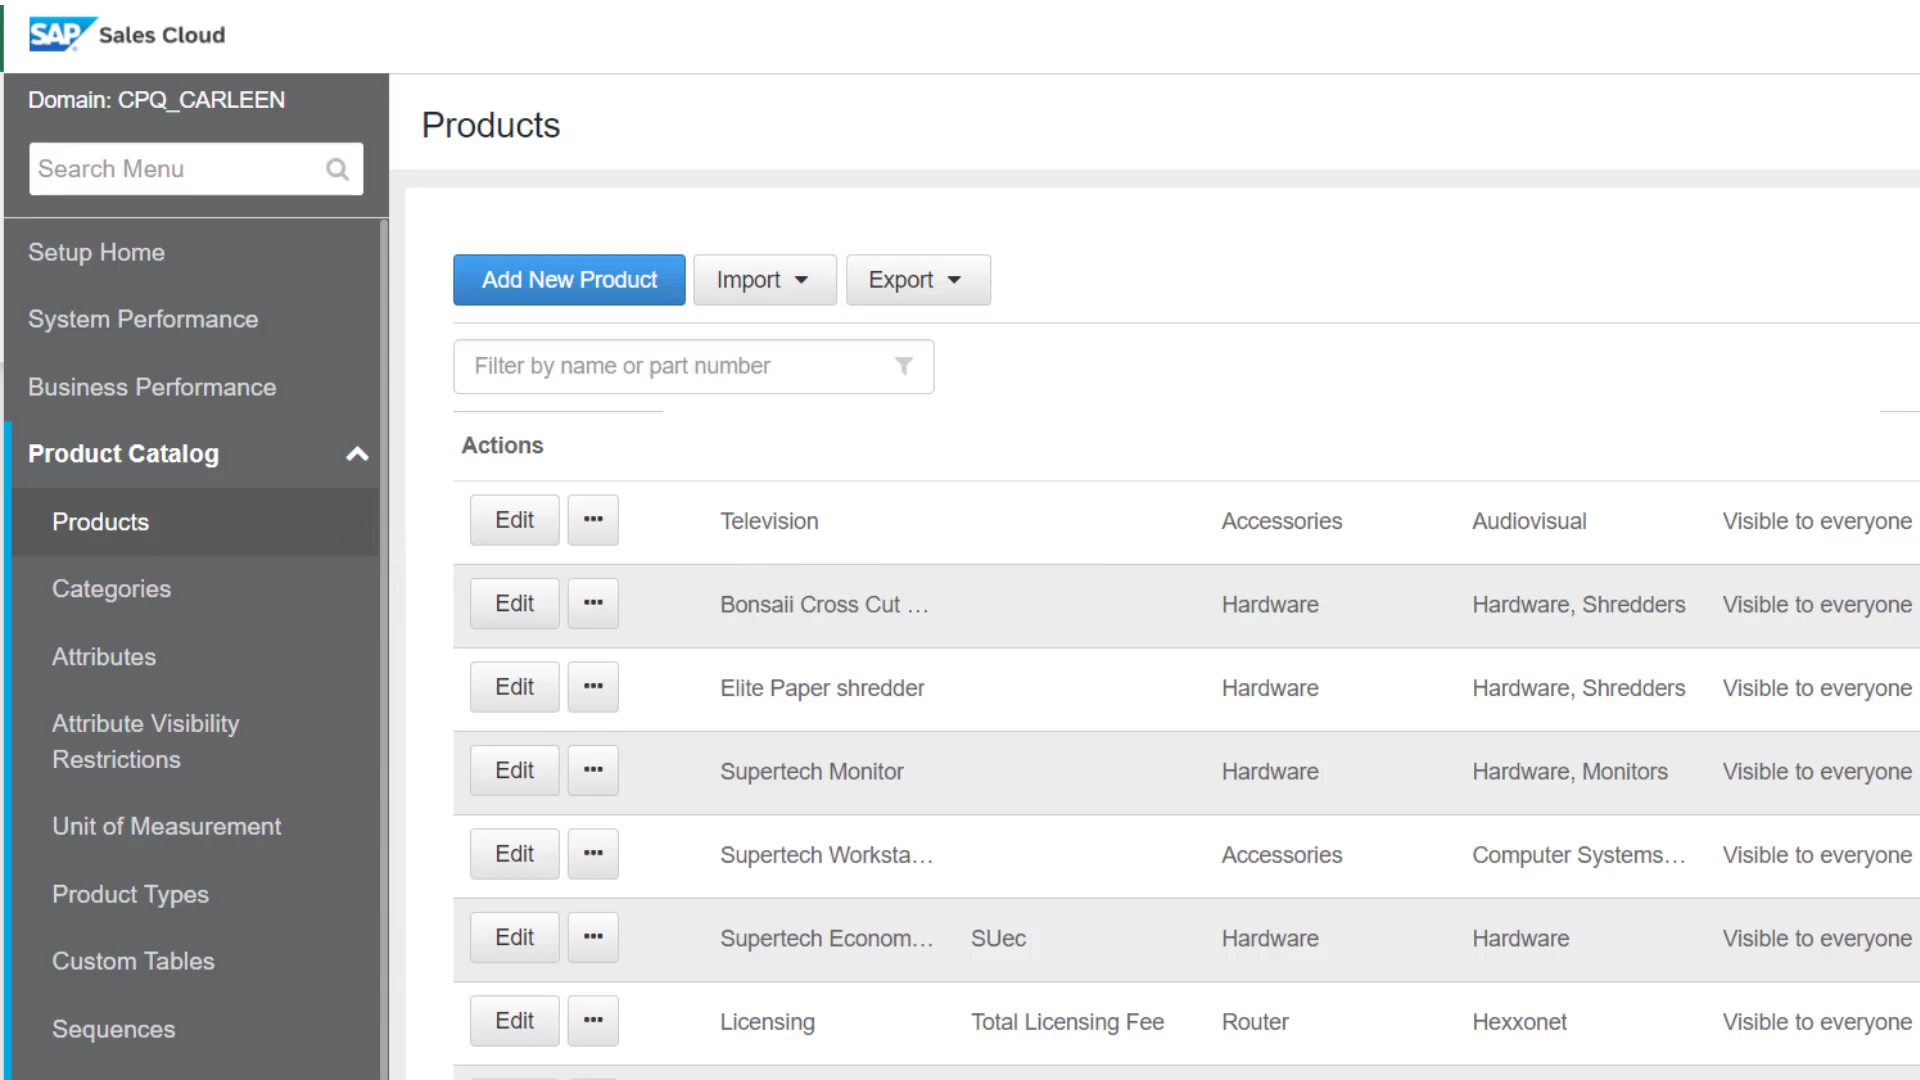 SAP Sales Cloud
Domain: CPQ_CARLEEN
Search Menu
Setup Home
System Performance
Business Performance
Product Catalog
Products
Categories
Attributes
Attribute Visibility
Restrictions
Unit of Measurement
Product Types
Custom Tables
Sequences
Products
Add New Product Import Export
Filter by name or part number
Actions
Edit ... Television Accessories Audiovisual Visible to everyone
Edit ... Bonsaii Cross Cut ... Hardware Hardware, Shredders Visible to everyone
Edit ... Elite Paper shredder Hardware Hardware, Shredders Visible to everyone
Edit ... Supertech Monitor Hardware Hardware, Monitors Visible to everyone
Edit ... Supertech Worksta... Accessories Computer Systems... Visible to everyone
Edit ... Supertech Econom... SUec Hardware Hardware Visible to everyone
Edit ... Licensing Total Licensing Fee Router Hexxonet Visible to everyone